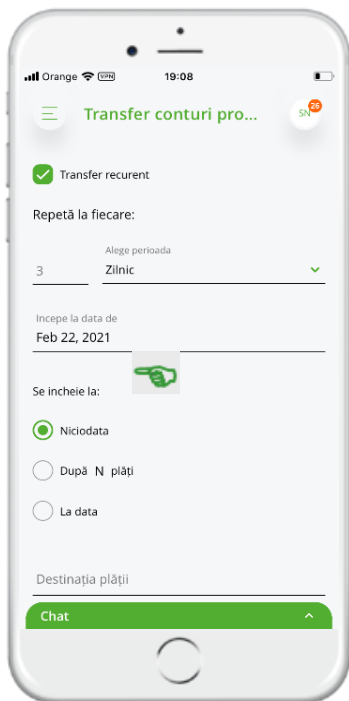 Orange VPN 19:08
Transfer conturi pro... SN 26
Transfer recurent
Repetă la fiecare:
Alege perioada
3 Zilnic
Incepe la data de
Feb 22, 2021
Se incheie la:
Niciodata
După N plăți
La data
Destinația plății
Chat